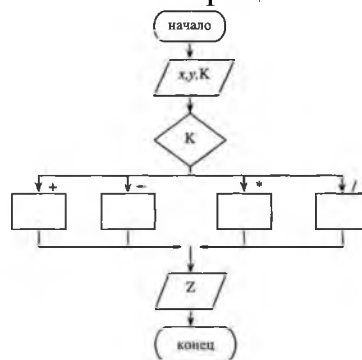 начало
x,y,K
K
+ - * /
Z
конец